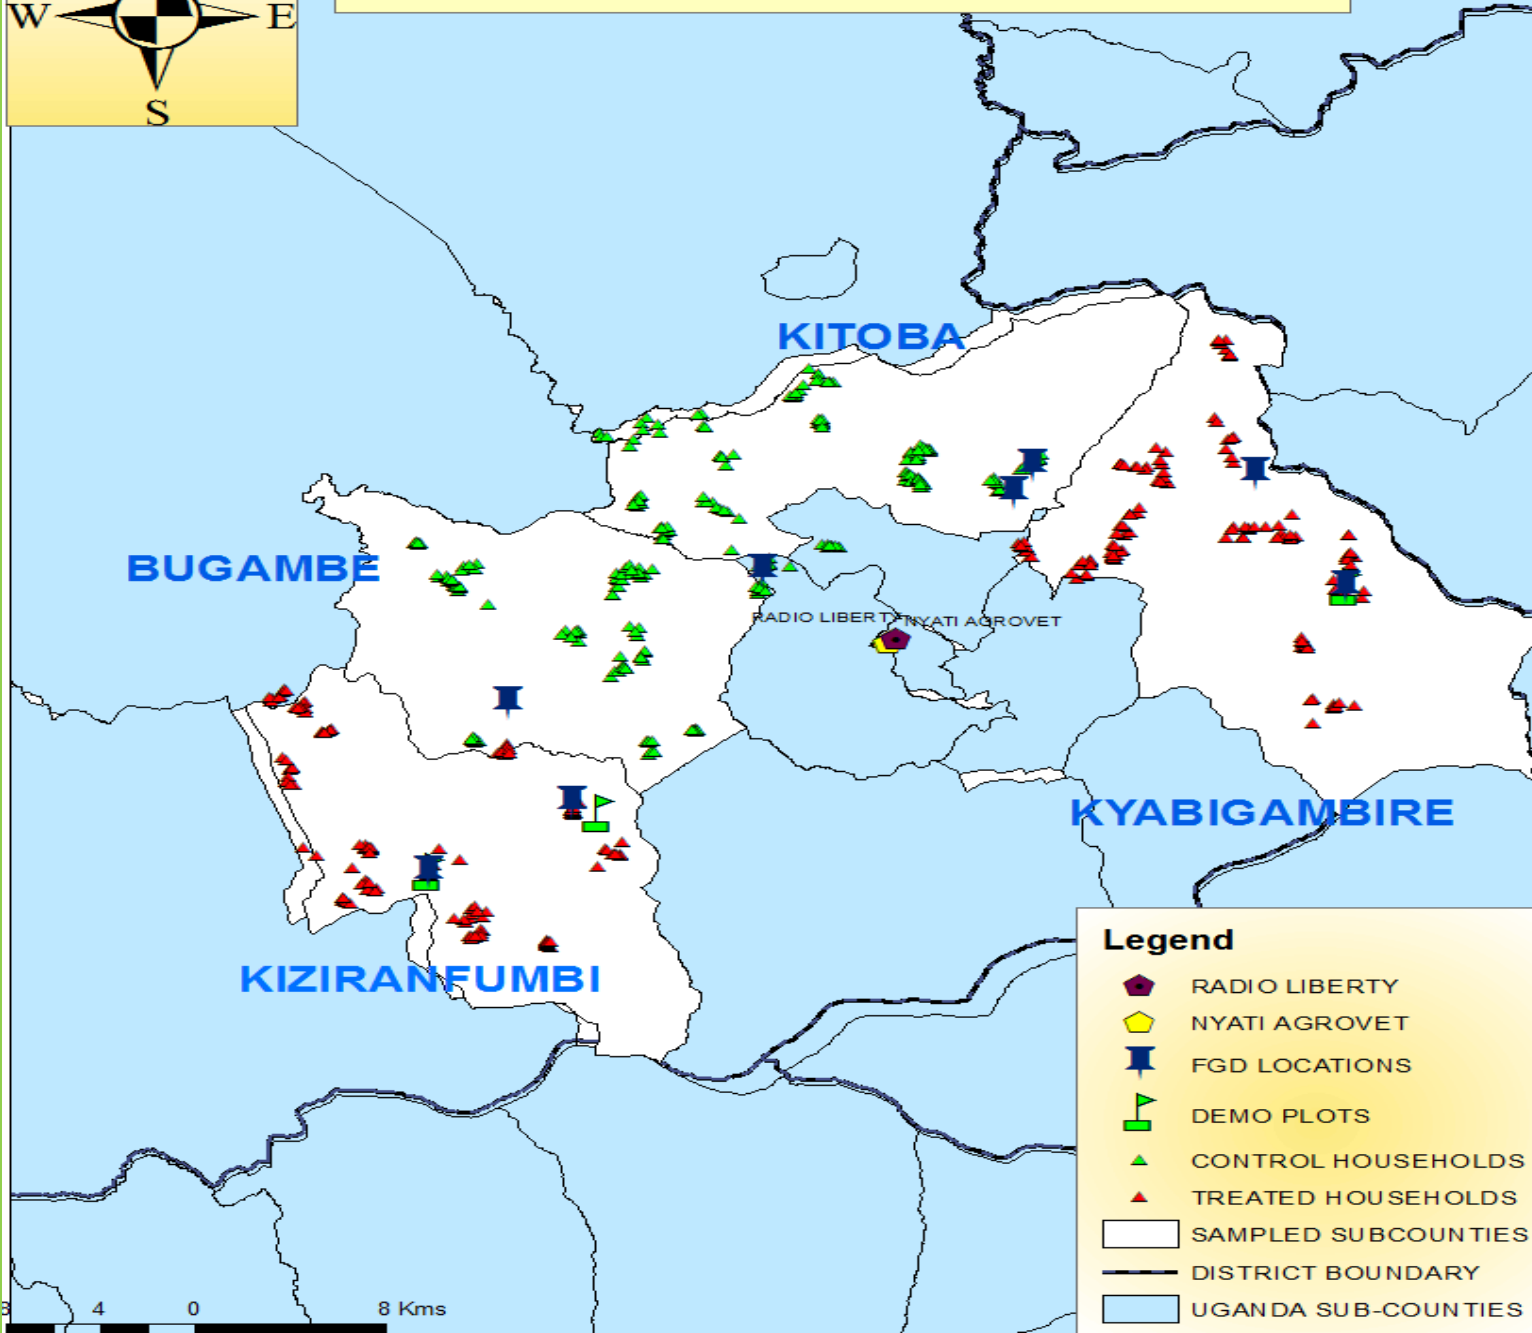 W E
S
KITOBA
BUGAMBE
RADIO LIBERTY NYATI AGROVET
KYABIGAMBIRE
KIZIRANFUMBI
Legend
RADIO LIBERTY
NYATI AGROVET
FGD LOCATIONS
DEMO PLOTS
CONTROL HOUSEHOLDS
TREATED HOUSEHOLDS
SAMPLED SUBCOUNTIES
DISTRICT BOUNDARY
UGANDA SUB-COUNTIES
8 4 0 8 Kms